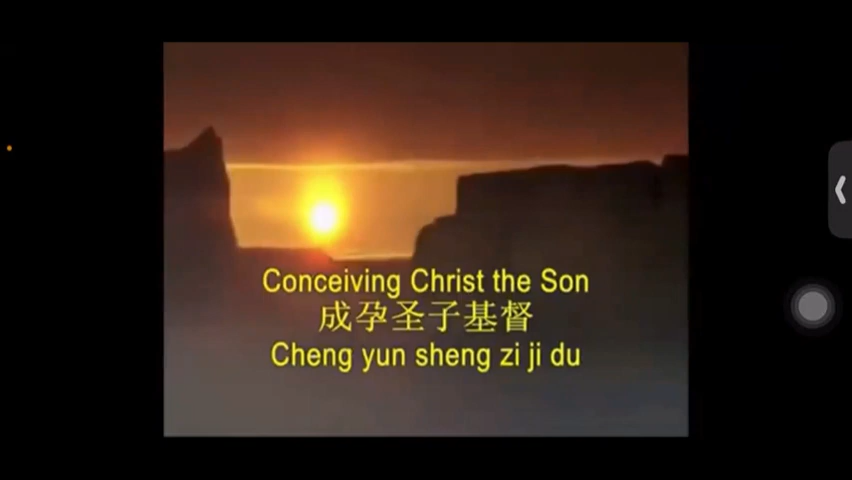 Conceiving Christ the Son
成孕圣子基督
Cheng yun sheng zi ji du